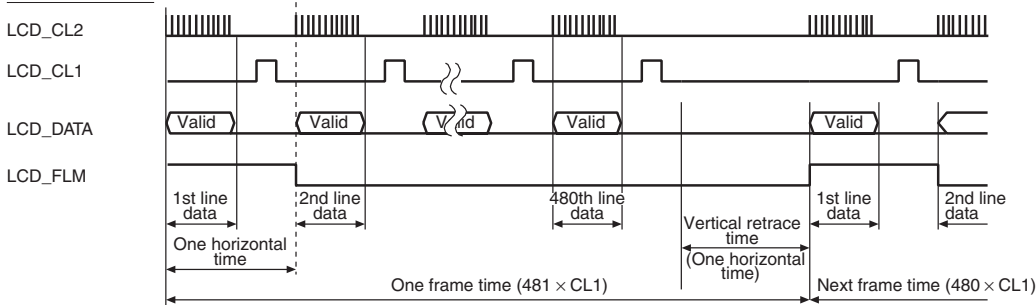 LCD_CL2
LCD_CL1
LCD_DATA
Valid
Valid
Valid
Valid
Valid
LCD_FLM
1st line
data
2nd line
data
480th line
data
1st line
data
2nd line
data
One horizontal
time
Vertical retrace
time
(One horizontal
time)
One frame time (481 × CL1)
Next frame time (480 × CL1)